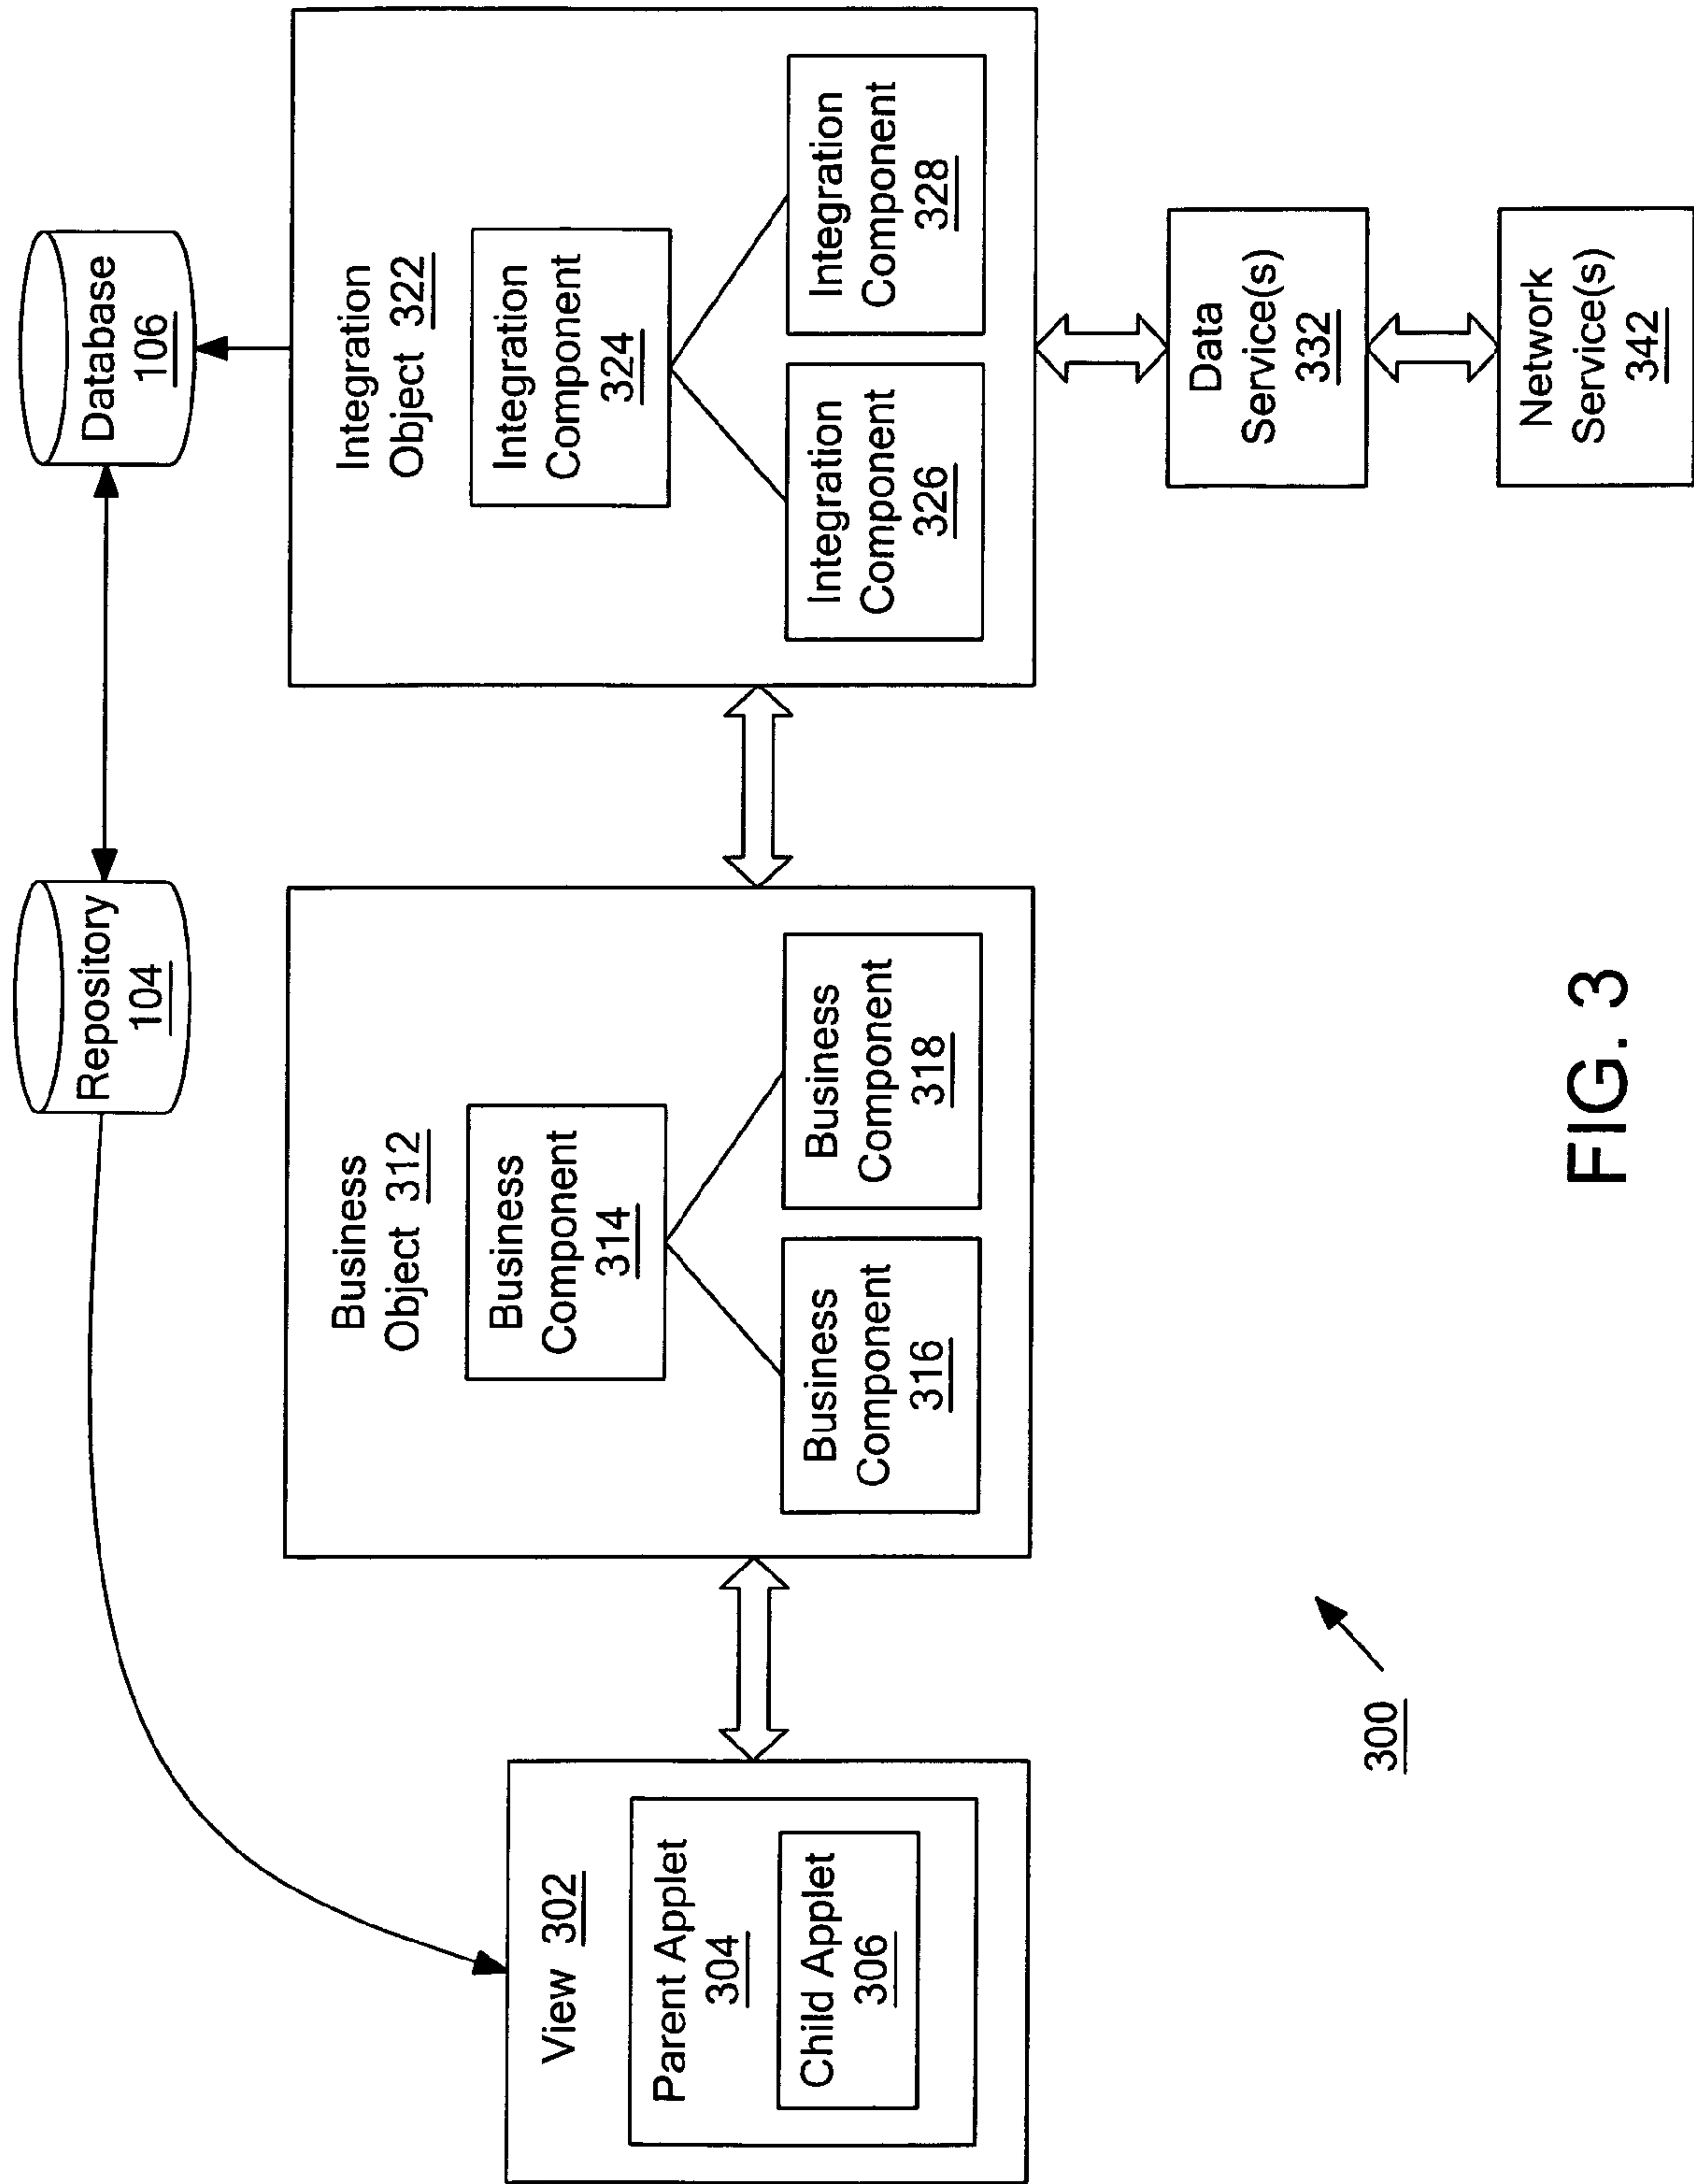 Repository
104
Database
106
View 302
Parent Applet
304
Child Applet
306
Business
Object 312
Business
Component
314
Business
Component
316
Business
Component
318
Integration
Object 322
Integration
Component
324
Integration
Component
326
Integration
Component
328
Data
Service(s)
332
Network
Service(s)
342
300
FIG. 3